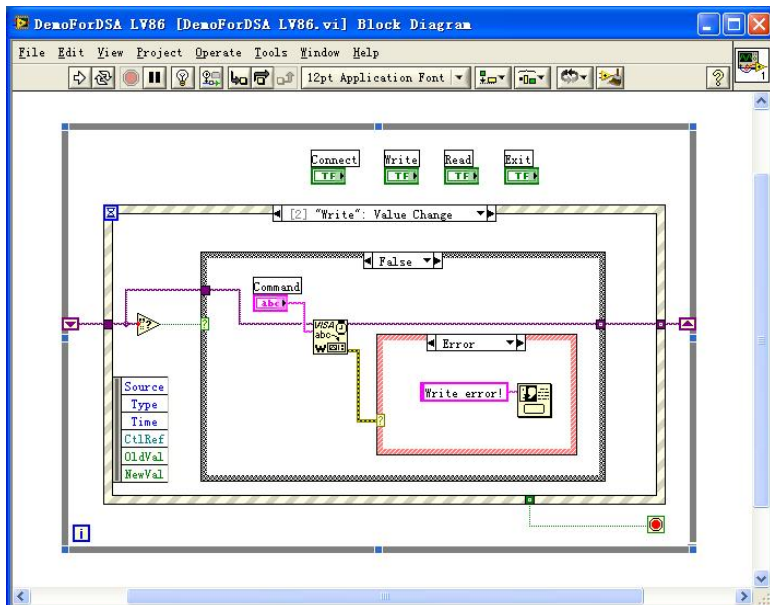 DemoForDSA LV86 [DemoForDSA LV86.vi] Block Diagram
File Edit View Project Operate Tools Window Help
12pt Application Font
1
Connect Write Read Exit
TF TF TF TF
[2] "Write": Value Change
False
Command
abc
VISA
abc
W
Error
Write error!
?
Source
Type
Time
CtlRef
OldVal
NewVal
i